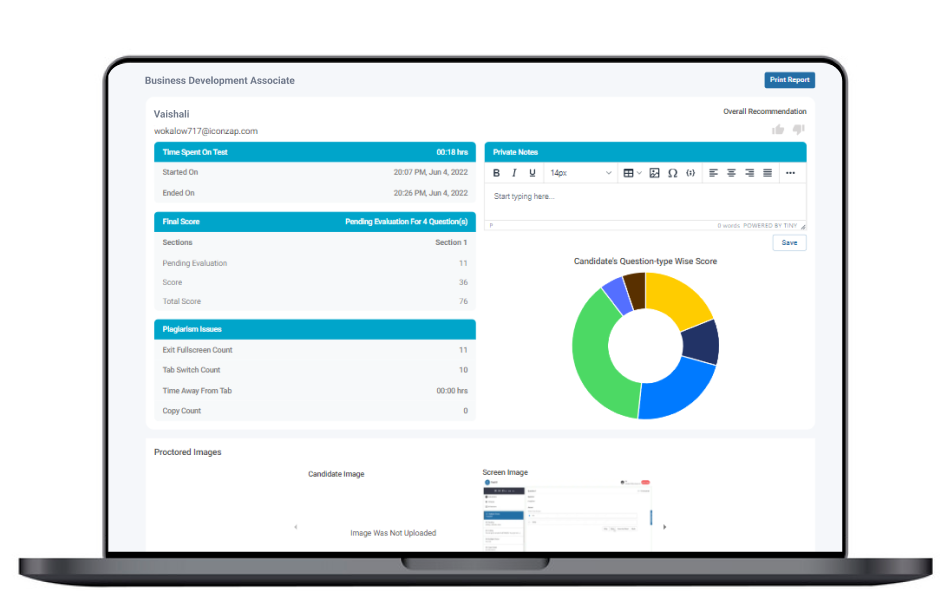 Business Development Associate
Print Report
Vaishali
wokalow717@iconzap.com
Overall Recommendation
Time Spent On Test 00:18 hrs
Started On 20:07 PM, Jun 4, 2022
Ended On 20:26 PM, Jun 4, 2022
Final Score Pending Evaluation For 4 Question(s)
Sections Section 1
Pending Evaluation 11
Score 36
Total Score 76
Plagiarism Issues
Exit Fullscreen Count 11
Tab Switch Count 10
Time Away From Tab 00:00 hrs
Copy Count 0
Private Notes
B I U 14px Ω {;} •••
Start typing here...
P 0 words POWERED BY TINY
Save
Candidate's Question-type Wise Score
Proctored Images
Candidate Image
Screen Image
Image Was Not Uploaded